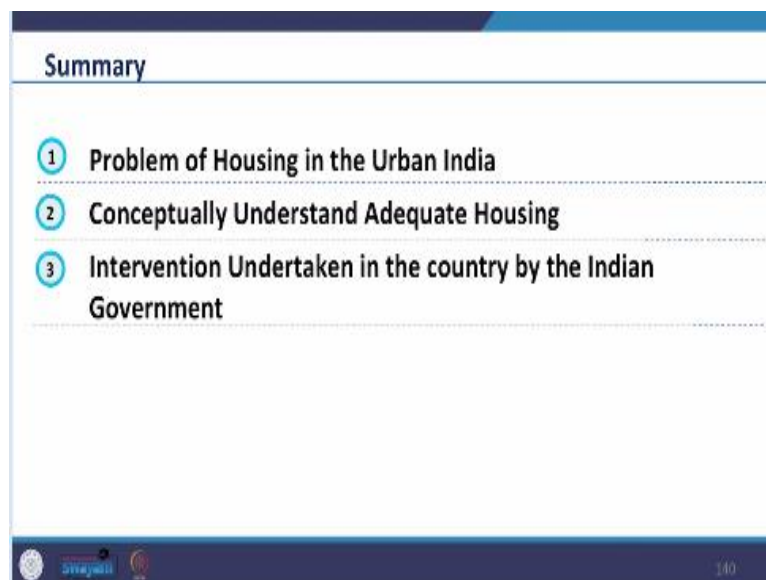 Summary
1 Problem of Housing in the Urban India
2 Conceptually Understand Adequate Housing
3 Intervention Undertaken in the country by the Indian
Government
swayam
140